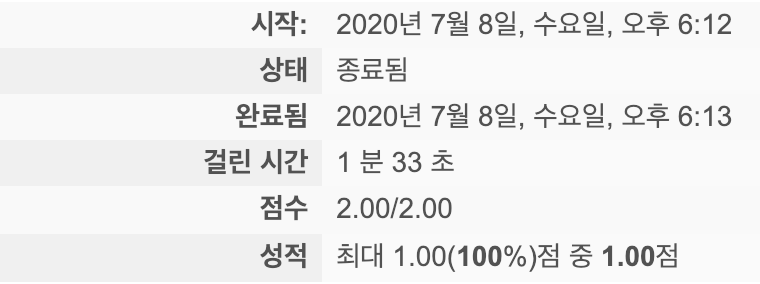 시작: 2020년 7월 8일, 수요일, 오후 6:12
상태 종료됨
완료됨 2020년 7월 8일, 수요일, 오후 6:13
걸린 시간 1 분 33 초
점수 2.00/2.00
성적 최대 1.00(100%)점 중 1.00점